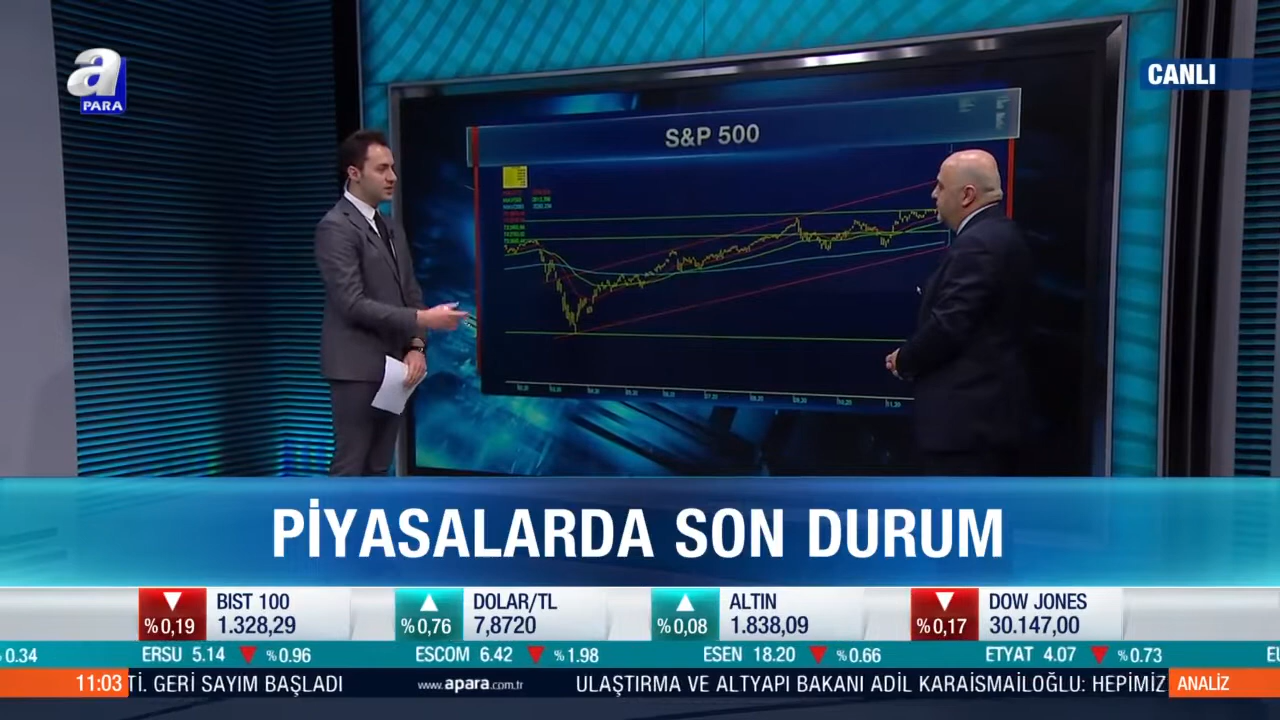 a
PARA
CANLI
S&P 500
PİYASALARDA SON DURUM
%0,19 BIST 100 1.328,29
%0,76 DOLAR/TL 7,8720
%0,08 ALTIN 1.838,09
%0,17 DOW JONES 30.147,00
0.34 ERSU 5.14 %0.96 ESCOM 6.42 %1.98 ESEN 18.20 %0.66 ETYAT 4.07 %0.73
11:03 Tİ. GERİ SAYIM BAŞLADI www.apara.com.tr ULAŞTIRMA VE ALTYAPI BAKANI ADİL KARAİSMAİLOĞLU: HEPİMİZ ANALİZ